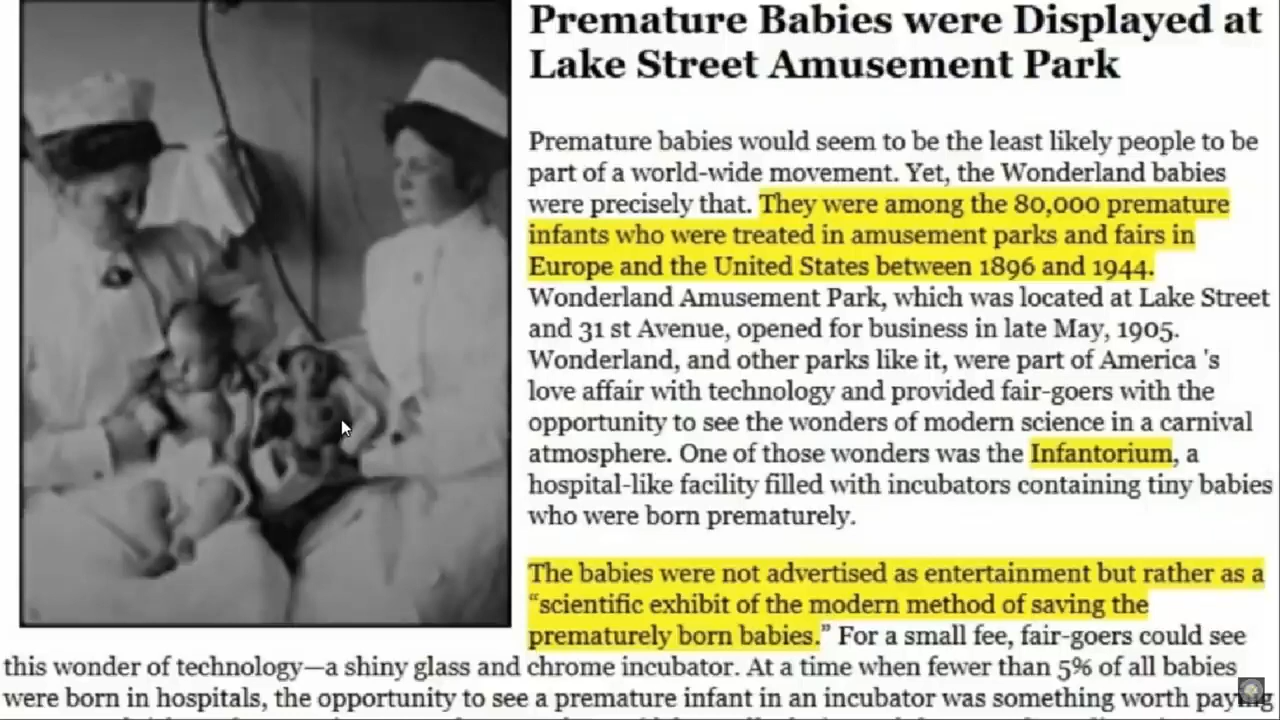 Premature Babies were Displayed at
Lake Street Amusement Park
Premature babies would seem to be the least likely people to be
part of a world-wide movement. Yet, the Wonderland babies
were precisely that. They were among the 80,000 premature
infants who were treated in amusement parks and fairs in
Europe and the United States between 1896 and 1944.
Wonderland Amusement Park, which was located at Lake Street
and 31 st Avenue, opened for business in late May, 1905.
Wonderland, and other parks like it, were part of America 's
love affair with technology and provided fair-goers with the
opportunity to see the wonders of modern science in a carnival
atmosphere. One of those wonders was the Infantorium, a
hospital-like facility filled with incubators containing tiny babies
who were born prematurely.
The babies were not advertised as entertainment but rather as a
“scientific exhibit of the modern method of saving the
prematurely born babies.” For a small fee, fair-goers could see
this wonder of technology—a shiny glass and chrome incubator. At a time when fewer than 5% of all babies
were born in hospitals, the opportunity to see a premature infant in an incubator was something worth paying